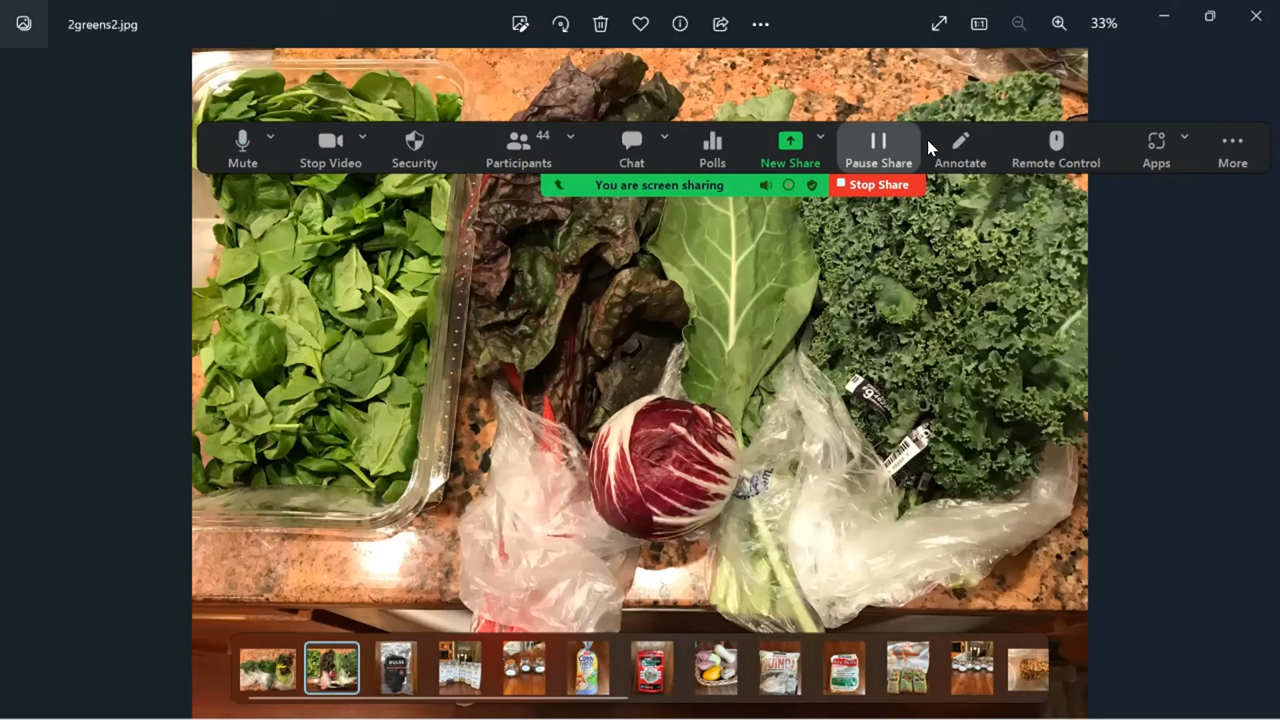 2greens2.jpg
33%
Mute
Stop Video
Security
Participants
44
Chat
Polls
New Share
Pause Share
Annotate
Remote Control
Apps
More
You are screen sharing
Stop Share
DULSE